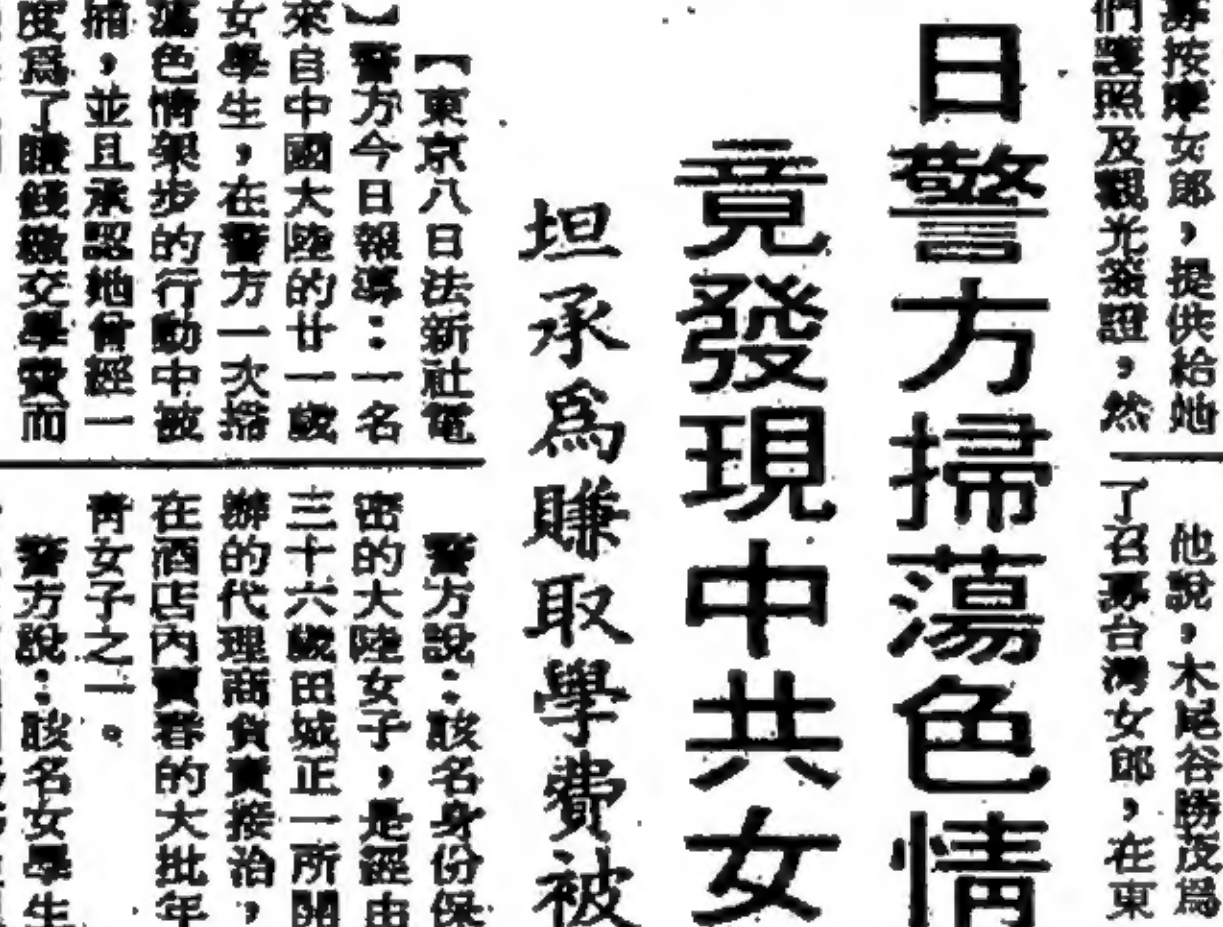 募按摩女郎，提供給她
們護照及觀光簽證，然
他說，木尾谷勝茂為
了召募台灣女郎，在東
日警方掃蕩色情
竟發現中共女
坦承為賺取學費被
【東京八日法新社電
】警方今日報導：一名
來自中國大陸的廿一歲
女學生，在警方一次掃
蕩色情架步的行動中被
捕，並且承認她曾經一
度為了賺錢繳交學費而
警方說：該名身份保
密的大陸女子，是經由
三十六歲田城正一所開
辦的代理商負責接洽，
在酒店內賣春的大批年
青女子之一。
警方說：該名女學生